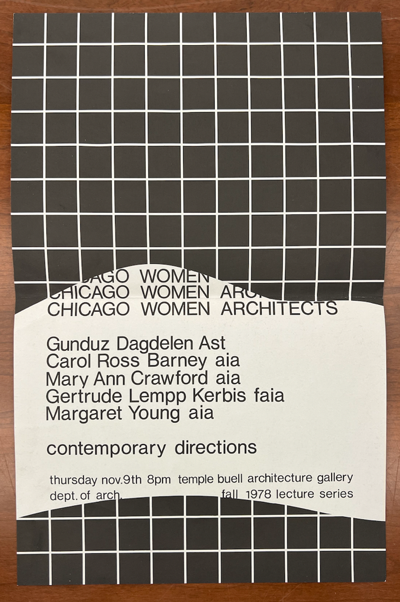 CHICAGO WOMEN
CHICAGO WOMEN ARCH
CHICAGO WOMEN ARCHITECTS
Gunduz Dagdelen Ast
Carol Ross Barney aia
Mary Ann Crawford aia
Gertrude Lempp Kerbis faia
Margaret Young aia
contemporary directions
thursday nov.9th 8pm temple buell architecture gallery
dept. of arch. fall 1978 lecture series